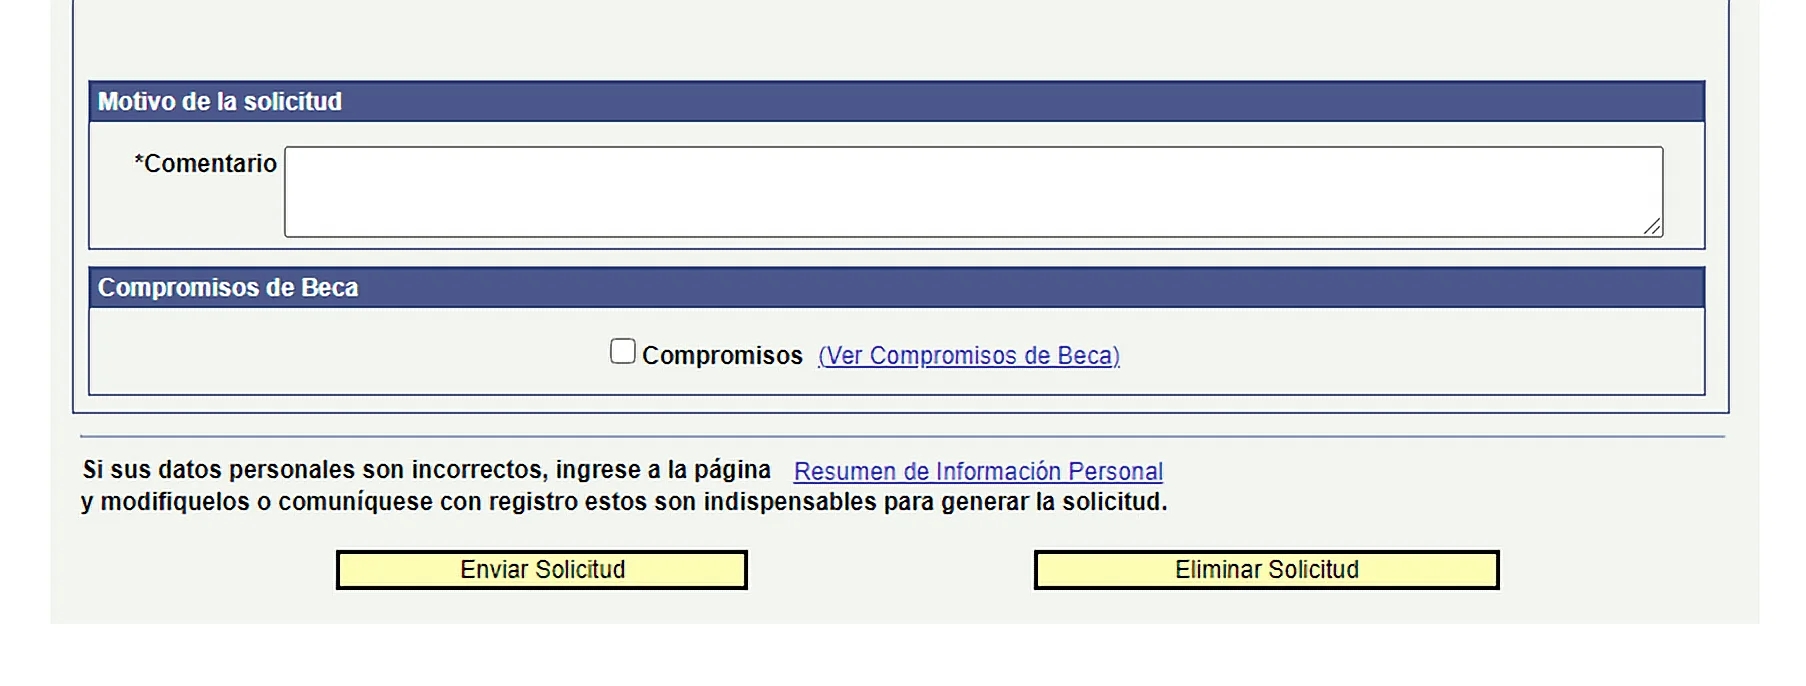 Motivo de la solicitud
*Comentario
Compromisos de Beca
Compromisos (Ver Compromisos de Beca)
Si sus datos personales son incorrectos, ingrese a la página Resumen de Información Personal
y modifíquelos o comuníquese con registro estos son indispensables para generar la solicitud.
Enviar Solicitud Eliminar Solicitud